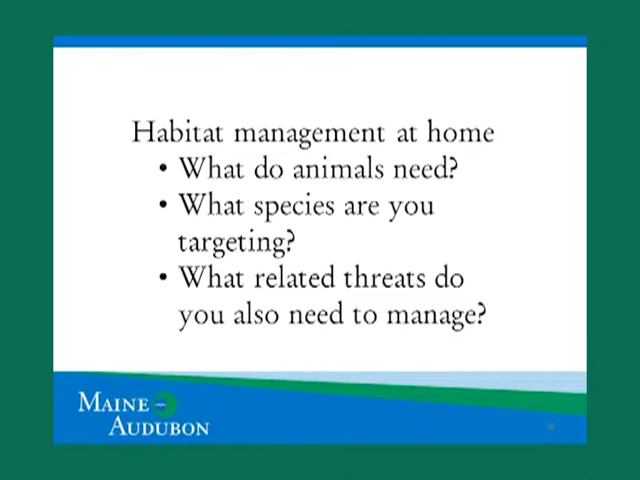 Habitat management at home
• What do animals need?
• What species are you
targeting?
• What related threats do
you also need to manage?
MAINE
AUDUBON